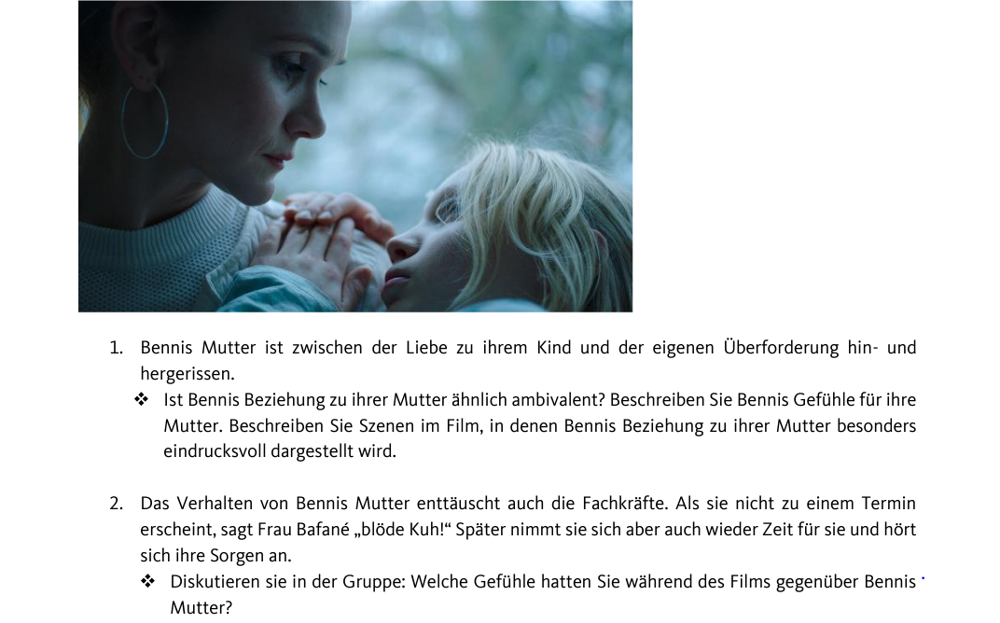 1. Bennis Mutter ist zwischen der Liebe zu ihrem Kind und der eigenen Überforderung hin- und
hergerissen.
❖ Ist Bennis Beziehung zu ihrer Mutter ähnlich ambivalent? Beschreiben Sie Bennis Gefühle für ihre
Mutter. Beschreiben Sie Szenen im Film, in denen Bennis Beziehung zu ihrer Mutter besonders
eindrucksvoll dargestellt wird.
2. Das Verhalten von Bennis Mutter enttäuscht auch die Fachkräfte. Als sie nicht zu einem Termin
erscheint, sagt Frau Bafané „blöde Kuh!“ Später nimmt sie sich aber auch wieder Zeit für sie und hört
sich ihre Sorgen an.
❖ Diskutieren sie in der Gruppe: Welche Gefühle hatten Sie während des Films gegenüber Bennis
Mutter?